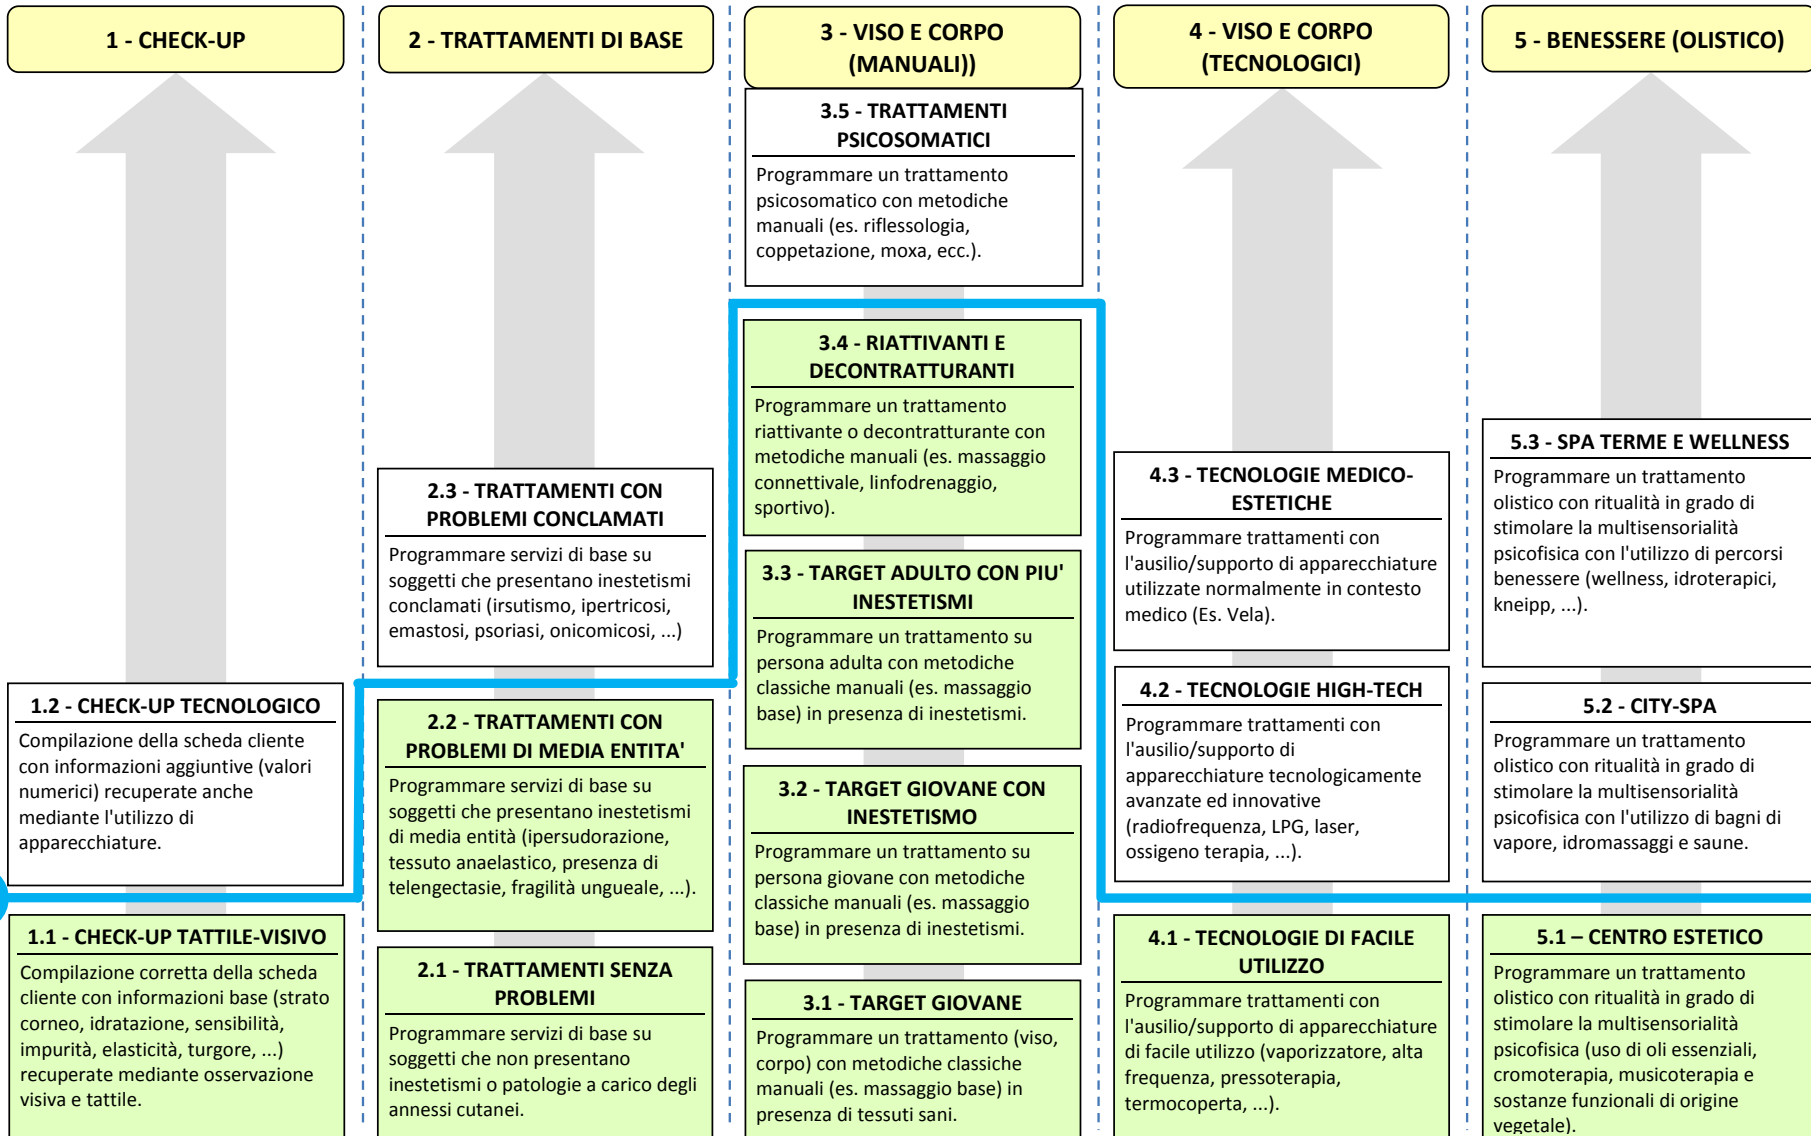 1 - CHECK-UP
1.2 - CHECK-UP TECNOLOGICO
Compilazione della scheda cliente
con informazioni aggiuntive (valori
numerici) recuperate anche
mediante l'utilizzo di
apparecchiature.
1.1 - CHECK-UP TATTILE-VISIVO
Compilazione corretta della scheda
cliente con informazioni base (strato
corneo, idratazione, sensibilità,
impurità, elasticità, turgore, ...)
recuperate mediante osservazione
visiva e tattile.
2 - TRATTAMENTI DI BASE
2.3 - TRATTAMENTI CON
PROBLEMI CONCLAMATI
Programmare servizi di base su
soggetti che presentano inestetismi
conclamati (irsutismo, ipertricosi,
emastosi, psoriasi, onicomicosi, ...)
2.2 - TRATTAMENTI CON
PROBLEMI DI MEDIA ENTITA'
Programmare servizi di base su
soggetti che presentano inestetismi
di media entità (ipersudorazione,
tessuto anaelastico, presenza di
telengectasie, fragilità ungueale, ...).
2.1 - TRATTAMENTI SENZA
PROBLEMI
Programmare servizi di base su
soggetti che non presentano
inestetismi o patologie a carico degli
annessi cutanei.
3 - VISO E CORPO
(MANUALI))
3.5 - TRATTAMENTI
PSICOSOMATICI
Programmare un trattamento
psicosomatico con metodiche
manuali (es. riflessologia,
coppetazione, moxa, ecc.).
3.4 - RIATTIVANTI E
DECONTRATTURANTI
Programmare un trattamento
riattivante o decontratturante con
metodiche manuali (es. massaggio
connettivale, linfodrenaggio,
sportivo).
3.3 - TARGET ADULTO CON PIU'
INESTETISMI
Programmare un trattamento su
persona adulta con metodiche
classiche manuali (es. massaggio
base) in presenza di inestetismi.
3.2 - TARGET GIOVANE CON
INESTETISMO
Programmare un trattamento su
persona giovane con metodiche
classiche manuali (es. massaggio
base) in presenza di inestetismi.
3.1 - TARGET GIOVANE
Programmare un trattamento (viso,
corpo) con metodiche classiche
manuali (es. massaggio base) in
presenza di tessuti sani.
4 - VISO E CORPO
(TECNOLOGICI)
4.3 - TECNOLOGIE MEDICO-
ESTETICHE
Programmare trattamenti con
l'ausilio/supporto di apparecchiature
utilizzate normalmente in contesto
medico (Es. Vela).
4.2 - TECNOLOGIE HIGH-TECH
Programmare trattamenti con
l'ausilio/supporto di
apparecchiature tecnologicamente
avanzate ed innovative
(radiofrequenza, LPG, laser,
ossigeno terapia, ...).
4.1 - TECNOLOGIE DI FACILE
UTILIZZO
Programmare trattamenti con
l'ausilio/supporto di apparecchiature
di facile utilizzo (vaporizzatore, alta
frequenza, pressoterapia,
termocoperta, ...).
5 - BENESSERE (OLISTICO)
5.3 - SPA TERME E WELLNESS
Programmare un trattamento
olistico con ritualità in grado di
stimolare la multisensorialità
psicofisica con l'utilizzo di percorsi
benessere (wellness, idroterapici,
kneipp, ...).
5.2 - CITY-SPA
Programmare un trattamento
olistico con ritualità in grado di
stimolare la multisensorialità
psicofisica con l'utilizzo di bagni di
vapore, idromassaggi e saune.
5.1 – CENTRO ESTETICO
Programmare un trattamento
olistico con ritualità in grado di
stimolare la multisensorialità
psicofisica (uso di oli essenziali,
cromoterapia, musicoterapia e
sostanze funzionali di origine
vegetale).